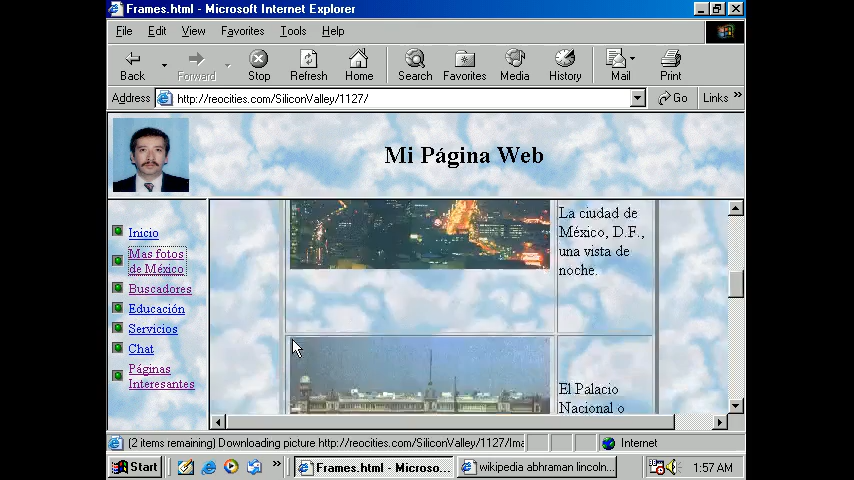 Frames.html - Microsoft Internet Explorer
File Edit View Favorites Tools Help
Back Forward Stop Refresh Home Search Favorites Media History Mail Print
Address http://reocities.com/SiliconValley/1127/ Go Links »
Mi Página Web
Inicio
Mas fotos
de México
Buscadores
Educación
Servicios
Chat
Páginas
Interesantes
La ciudad de
México, D.F.,
una vista de
noche.
El Palacio
Nacional o
(2 items remaining) Downloading picture http://reocities.com/SiliconValley/1127/Ima
Internet
Start » Frames.html - Microso... wikipedia abhraman lincoln... 1:57 AM